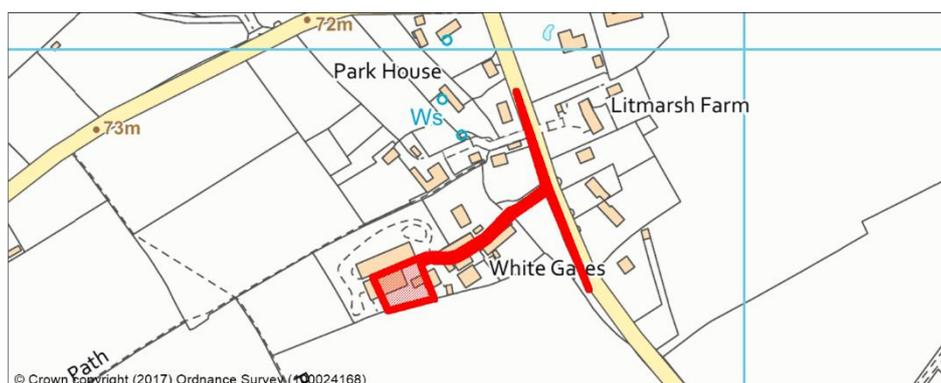 72m
Park House
Litmarsh Farm
Ws
73m
White Gates
Path
© Crown copyright (2017) Ordnance Survey (100024168)